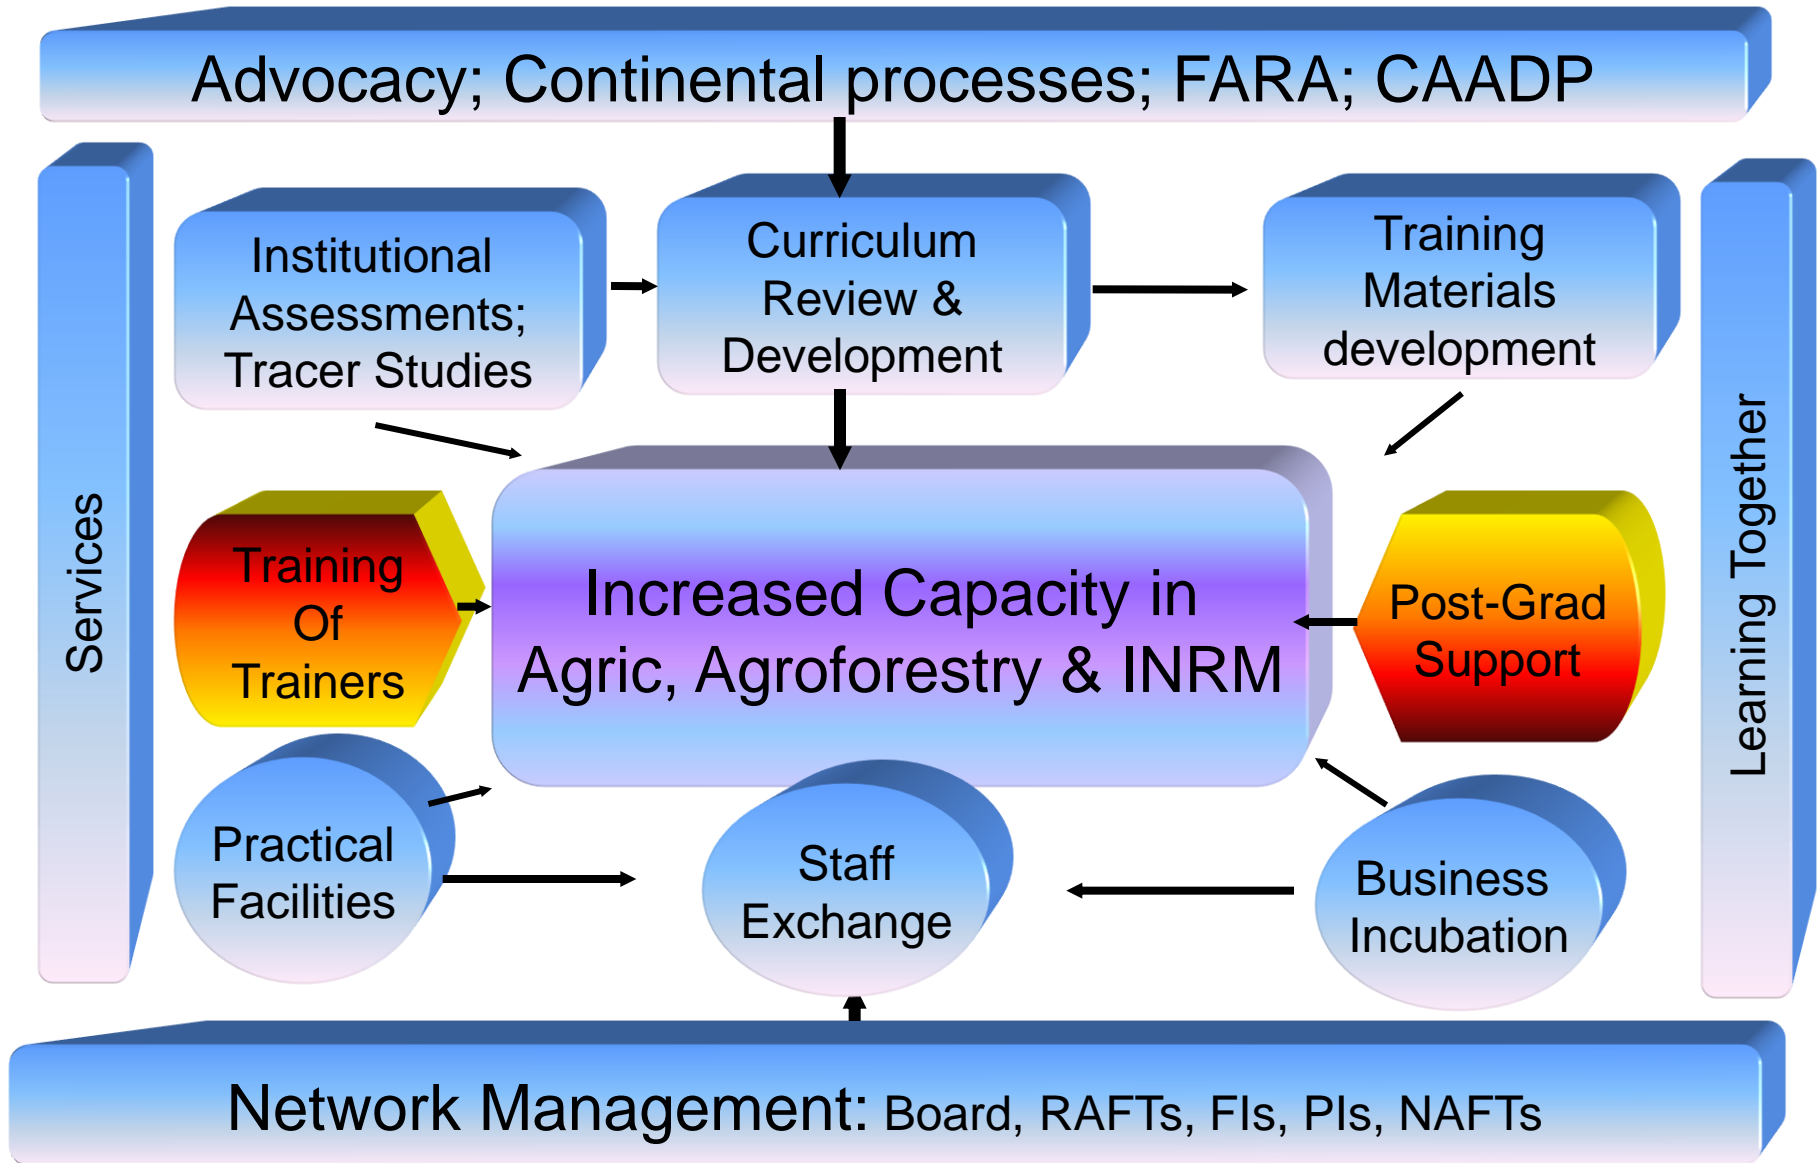 Advocacy; Continental processes; FARA; CAADP
Services
Institutional
Assessments;
Tracer Studies
Curriculum
Review &
Development
Training
Materials
development
Learning Together
Training
Of
Trainers
Increased Capacity in
Agric, Agroforestry & INRM
Post-Grad
Support
Practical
Facilities
Staff
Exchange
Business
Incubation
Network Management: Board, RAFTs, FIs, PIs, NAFTs